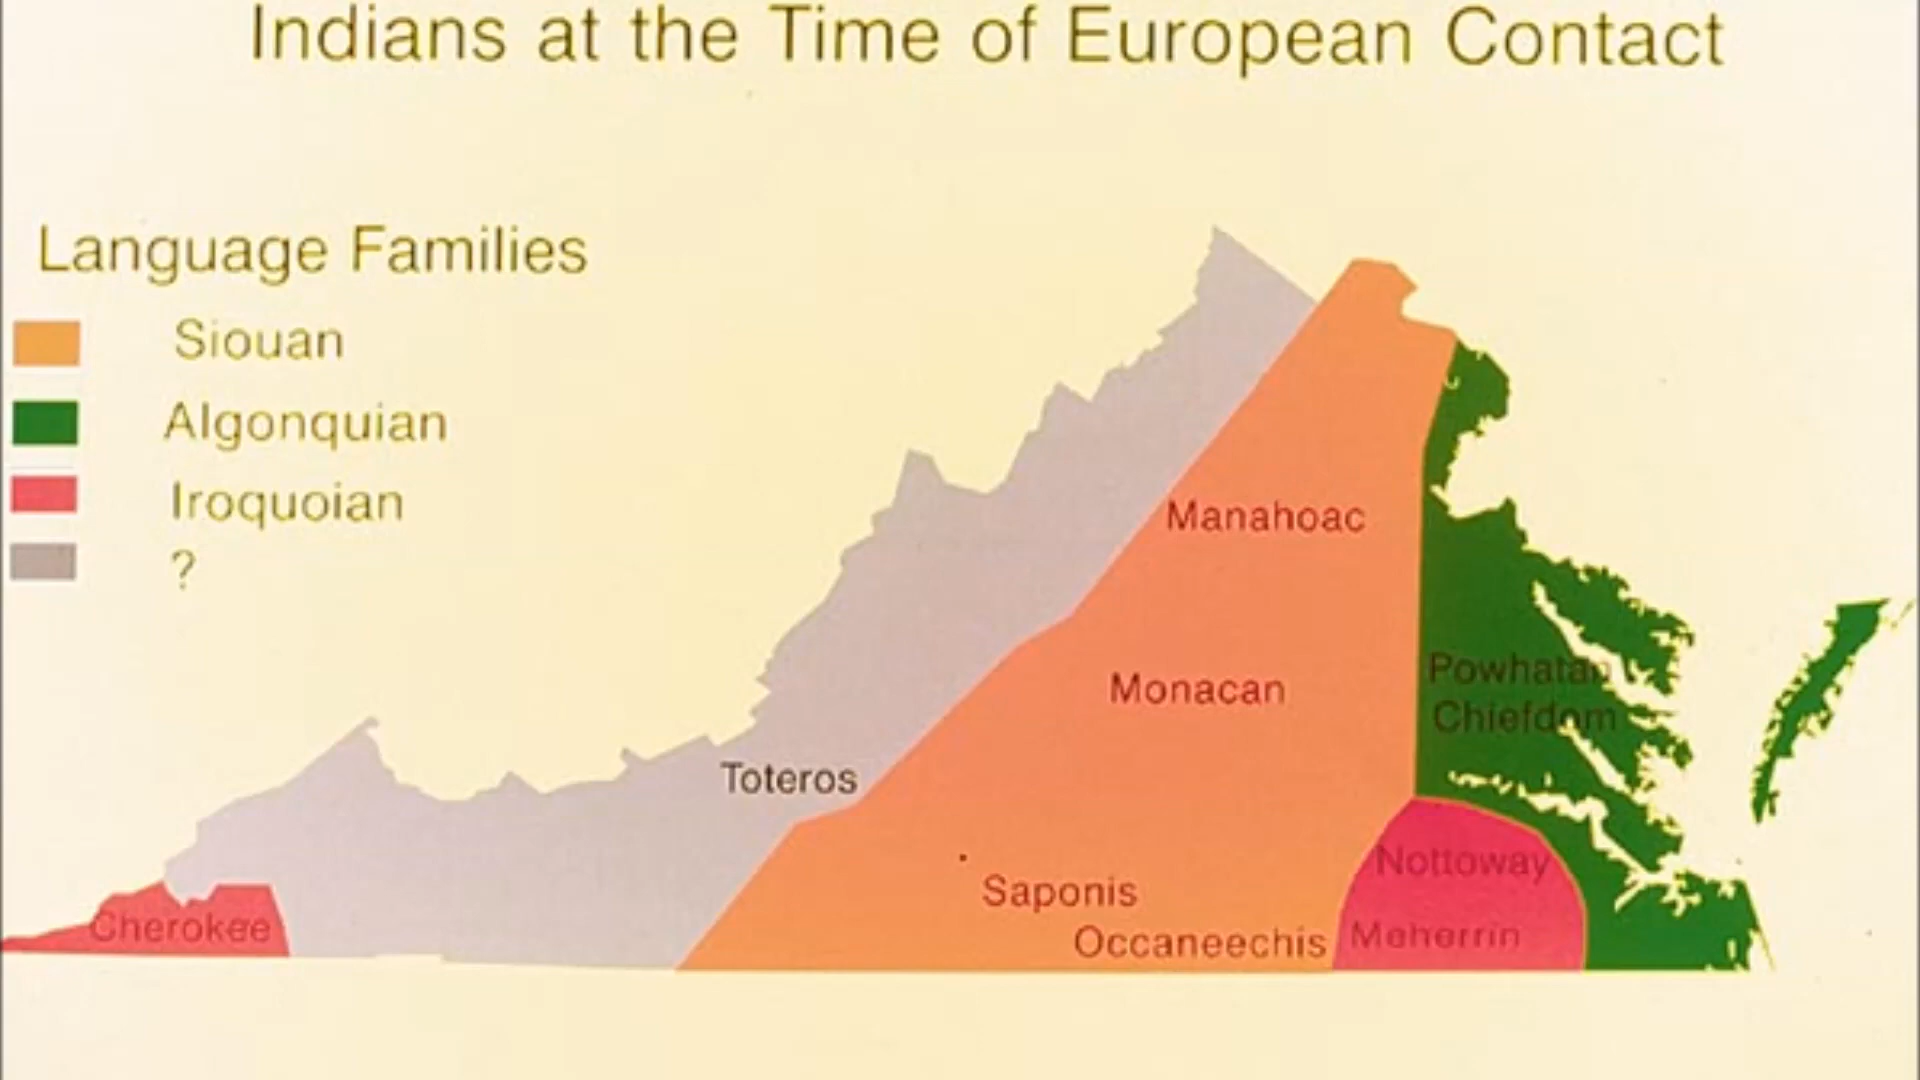 Indians at the Time of European Contact
Language Families
Siouan
Algonquian
Iroquoian
?
Manahoac
Monacan
Powhatan
Chiefdom
Toteros
Nottoway
Saponis
Cherokee
Occaneechis
Meherrin